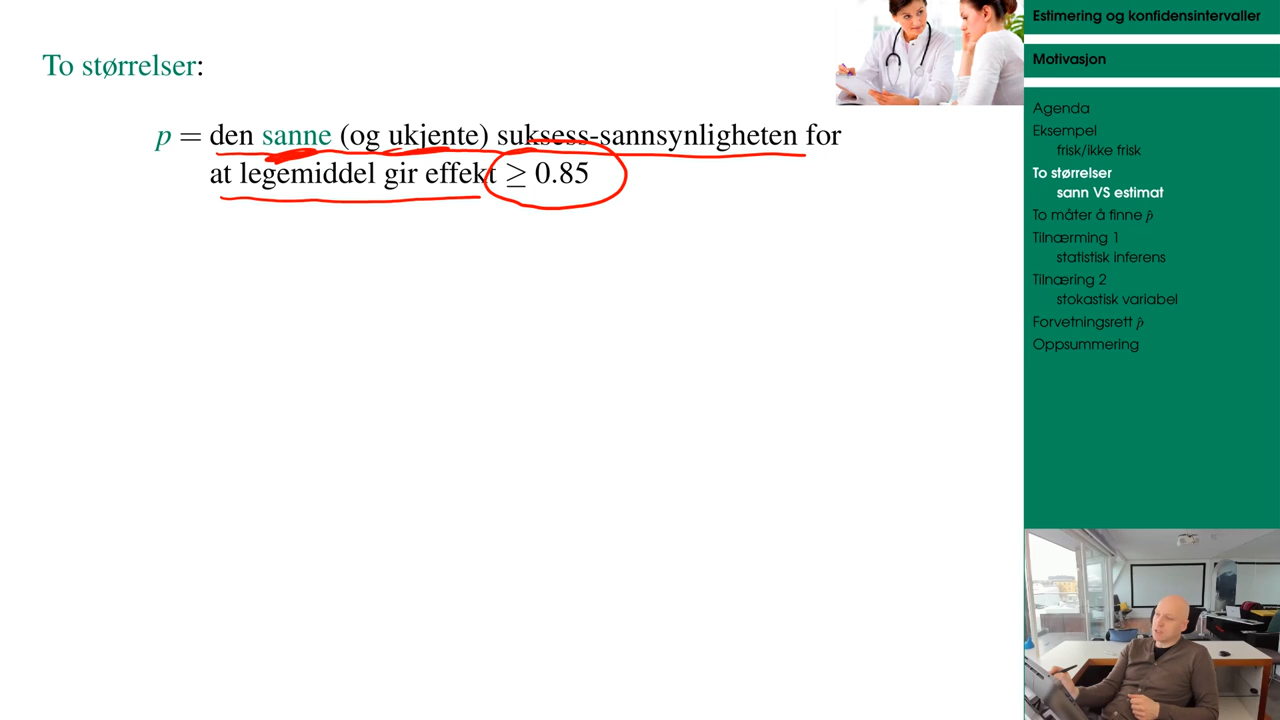 To størrelser:
p = den sanne (og ukjente) suksess-sannsynligheten for
at legemiddel gir effekt ≥ 0.85
Estimering og konfidensintervaller
Motivasjon
Agenda
Eksempel
frisk/ikke frisk
To størrelser
sann VS estimat
To måter å finne p̂
Tilnærming 1
statistisk inferens
Tilnæring 2
stokastisk variabel
Forvetningsrett p̂
Oppsummering